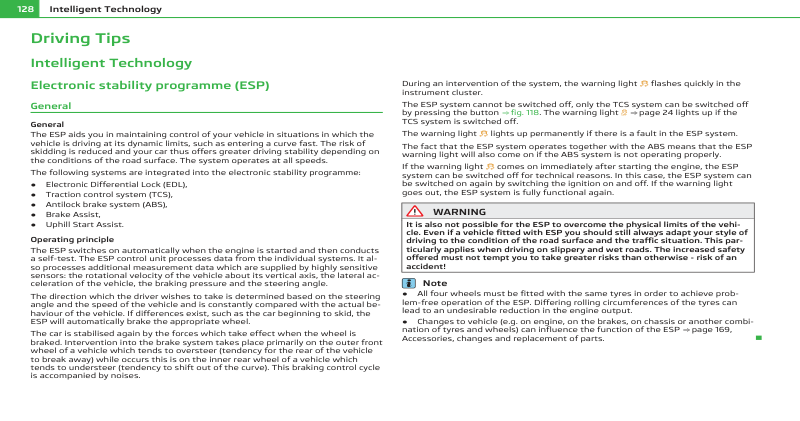 128 Intelligent Technology
Driving Tips
Intelligent Technology
Electronic stability programme (ESP)
General
General
The ESP aids you in maintaining control of your vehicle in situations in which the
vehicle is driving at its dynamic limits, such as entering a curve fast. The risk of
skidding is reduced and your car thus offers greater driving stability depending on
the conditions of the road surface. The system operates at all speeds.
The following systems are integrated into the electronic stability programme:
● Electronic Differential Lock (EDL),
● Traction control system (TCS),
● Antilock brake system (ABS),
● Brake Assist,
● Uphill Start Assist.
Operating principle
The ESP switches on automatically when the engine is started and then conducts
a self-test. The ESP control unit processes data from the individual systems. It al-
so processes additional measurement data which are supplied by highly sensitive
sensors: the rotational velocity of the vehicle about its vertical axis, the lateral ac-
celeration of the vehicle, the braking pressure and the steering angle.
The direction which the driver wishes to take is determined based on the steering
angle and the speed of the vehicle and is constantly compared with the actual be-
haviour of the vehicle. If differences exist, such as the car beginning to skid, the
ESP will automatically brake the appropriate wheel.
The car is stabilised again by the forces which take effect when the wheel is
braked. Intervention into the brake system takes place primarily on the outer front
wheel of a vehicle which tends to oversteer (tendency for the rear of the vehicle
to break away) while occurs this is on the inner rear wheel of a vehicle which
tends to understeer (tendency to shift out of the curve). This braking control cycle
is accompanied by noises.
During an intervention of the system, the warning light flashes quickly in the
instrument cluster.
The ESP system cannot be switched off, only the TCS system can be switched off
by pressing the button ⇒ fig. 118. The warning light ⇒ page 24 lights up if the
TCS system is switched off.
The warning light lights up permanently if there is a fault in the ESP system.
The fact that the ESP system operates together with the ABS means that the ESP
warning light will also come on if the ABS system is not operating properly.
If the warning light comes on immediately after starting the engine, the ESP
system can be switched off for technical reasons. In this case, the ESP system can
be switched on again by switching the ignition on and off. If the warning light
goes out, the ESP system is fully functional again.
WARNING
It is also not possible for the ESP to overcome the physical limits of the vehi-
cle. Even if a vehicle fitted with ESP you should still always adapt your style of
driving to the condition of the road surface and the traffic situation. This par-
ticularly applies when driving on slippery and wet roads. The increased safety
offered must not tempt you to take greater risks than otherwise - risk of an
accident!
Note
● All four wheels must be fitted with the same tyres in order to achieve prob-
lem-free operation of the ESP. Differing rolling circumferences of the tyres can
lead to an undesirable reduction in the engine output.
● Changes to vehicle (e.g. on engine, on the brakes, on chassis or another combi-
nation of tyres and wheels) can influence the function of the ESP ⇒ page 169,
Accessories, changes and replacement of parts.